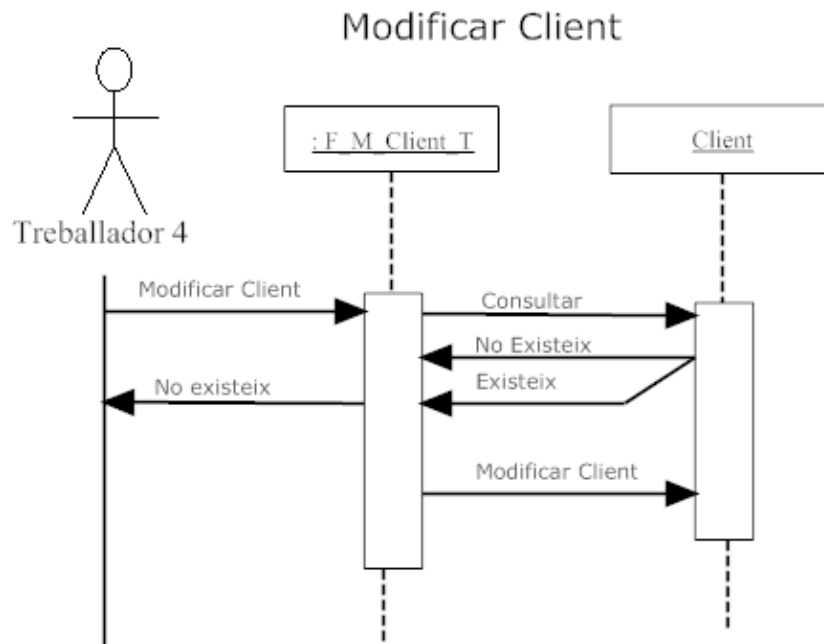 Modificar Client
: F_M_Client_T
Client
Treballador 4
Modificar Client
Consultar
No Existeix
No existeix
Existeix
Modificar Client